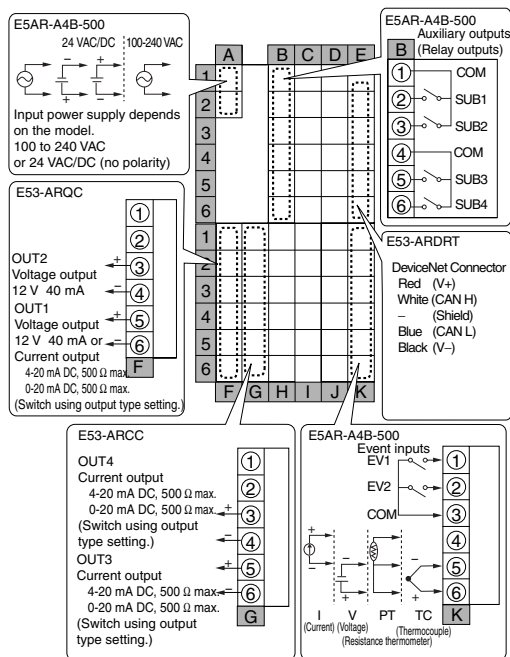 E5AR-A4B-500
24 VAC/DC 100-240 VAC
Input power supply depends
on the model.
100 to 240 VAC
or 24 VAC/DC (no polarity)
A B C D E
1
2
3
4
5
6
1
2
3
4
5
6
F G H I J K
E5AR-A4B-500
Auxiliary outputs
(Relay outputs)
B
1 COM
2 SUB1
3 SUB2
4 COM
5 SUB3
6 SUB4
E53-ARQC
1
2
OUT2
Voltage output + 3
12 V 40 mA − 4
OUT1
Voltage output + 5
12 V 40 mA or − 6
Current output F
4-20 mA DC, 500 Ω max.
0-20 mA DC, 500 Ω max.
(Switch using output type setting.)
E53-ARDRT
DeviceNet Connector
Red (V+)
White (CAN H)
– (Shield)
Blue (CAN L)
Black (V–)
E53-ARCC
OUT4 1
Current output 2
4-20 mA DC, 500 Ω max.
0-20 mA DC, 500 Ω max. + 3
(Switch using output
type setting.) − 4
OUT3 + 5
Current output
4-20 mA DC, 500 Ω max. − 6
0-20 mA DC, 500 Ω max.
(Switch using output G
type setting.)
E5AR-A4B-500
Event inputs
EV1 1
EV2 2
COM 3
4
5
6
+ − − + − +
I V PT TC K
(Current) (Voltage) (Thermocouple)
(Resistance thermometer)